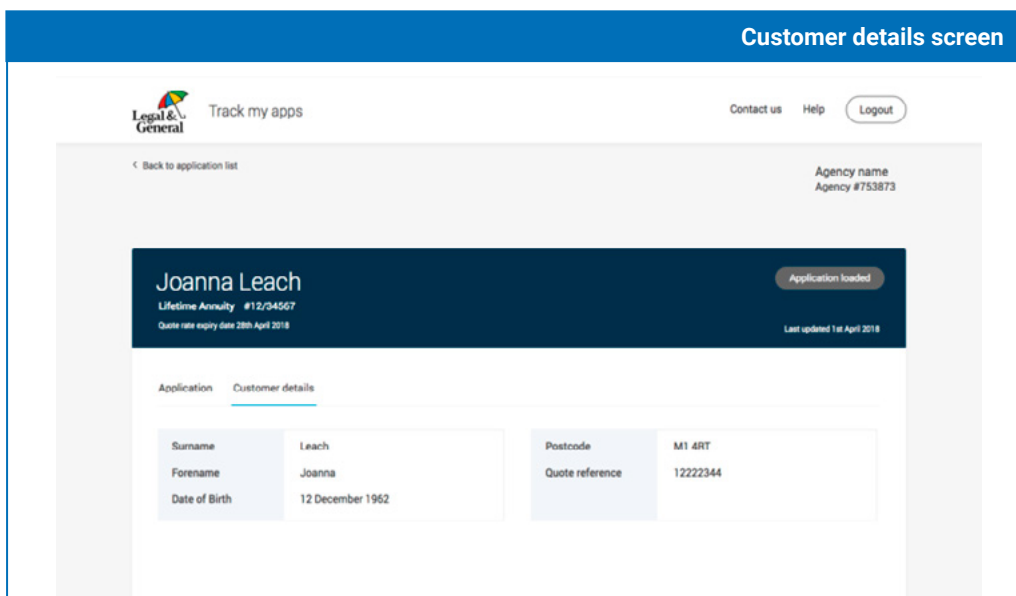 Customer details screen
Legal &
General
Track my apps
Contact us Help Logout
< Back to application list
Agency name
Agency #753873
Joanna Leach
Application loaded
Lifetime Annuity #12/34567
Quote rate expiry date 28th April 2018
Last updated 1st April 2018
Application Customer details
Surname Leach Postcode M1 4RT
Forename Joanna Quote reference 12222344
Date of Birth 12 December 1962